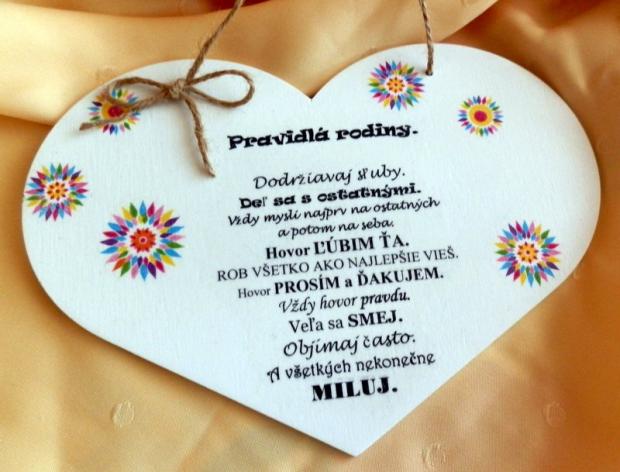 Pravidlá rodiny.
Dodržiavaj sľuby.
Deľ sa s ostatnými.
Vždy mysli najprv na ostatných
a potom na seba.
Hovor ĽÚBIM ŤA.
ROB VŠETKO AKO NAJLEPŠIE VIEŠ.
Hovor PROSÍM a ĎAKUJEM.
Vždy hovor pravdu.
Veľa sa SMEJ.
Objímaj často.
A všetkých nekonečne
MILUJ.